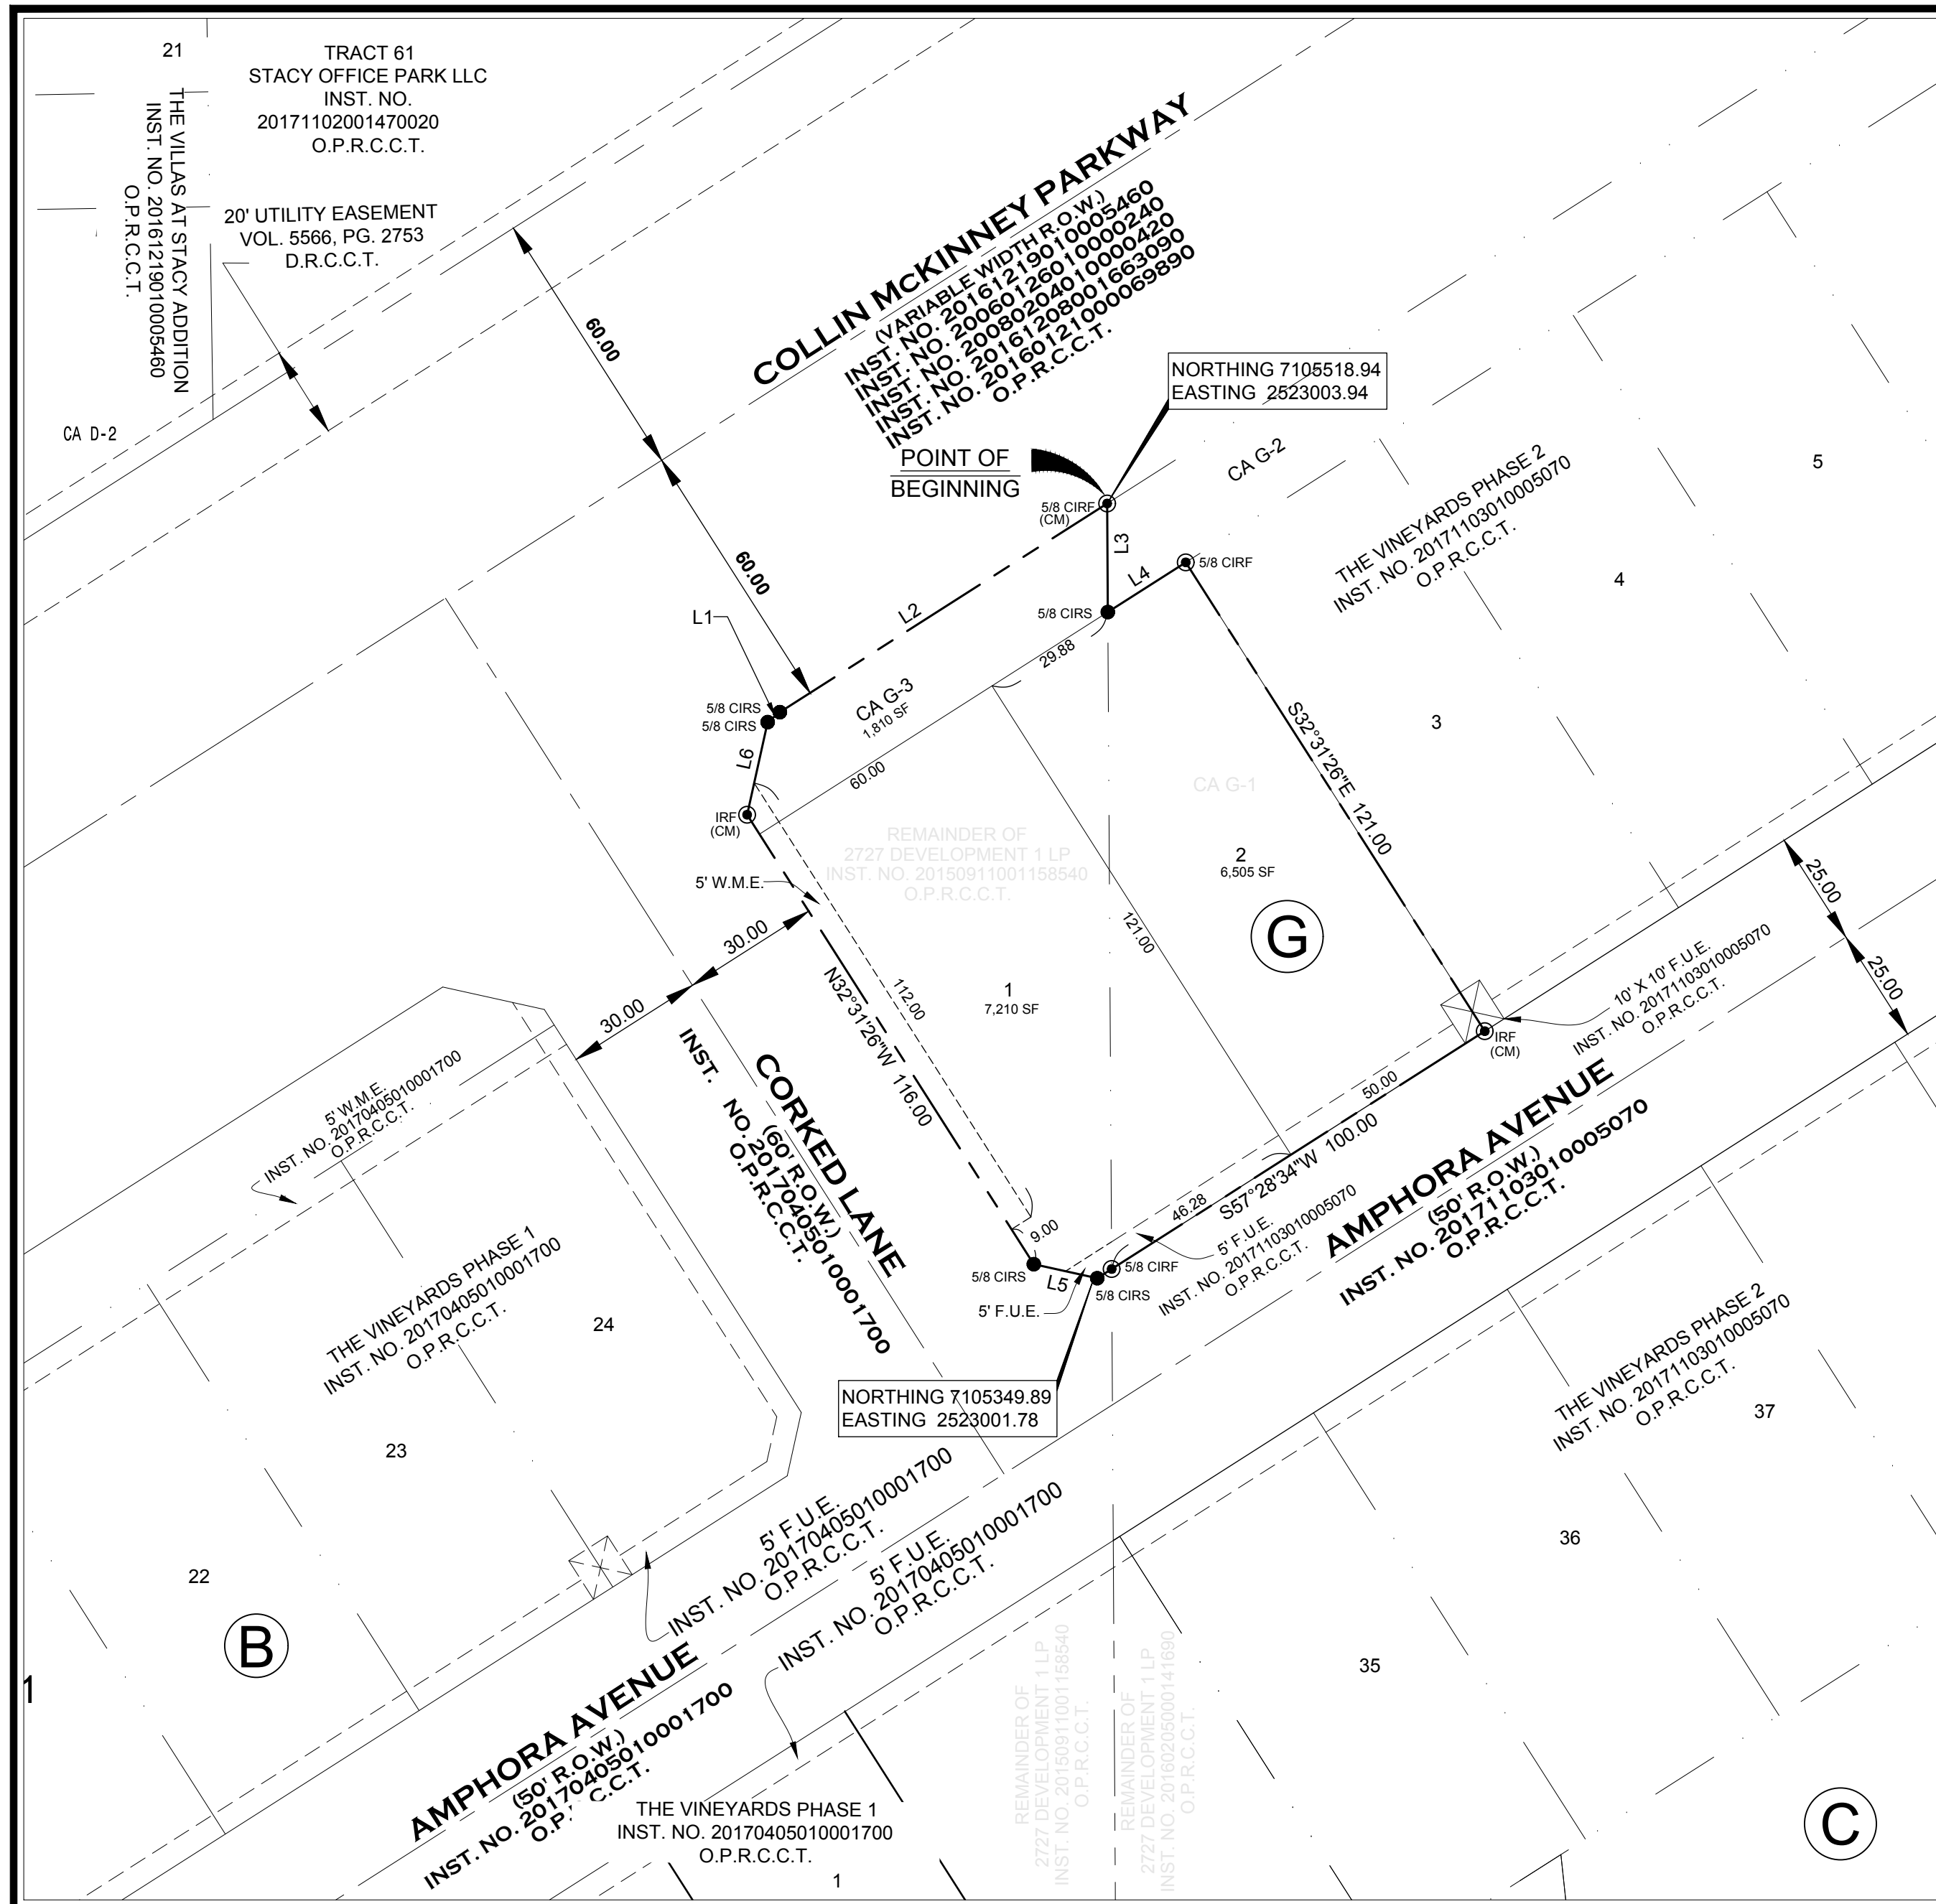 21
TRACT 61
STACY OFFICE PARK LLC
INST. NO.
20171102001470020
O.P.R.C.C.T.
THE VILLAS AT STACY ADDITION
INST. NO. 20161219010005460
O.P.R.C.C.T.
20' UTILITY EASEMENT
VOL. 5566, PG. 2753
D.R.C.C.T.
CA D-2
60.00
60.00
COLLIN McKINNEY PARKWAY
(VARIABLE WIDTH R.O.W.)
INST. NO. 20161219010005460
INST. NO. 20060126010000240
INST. NO. 20080204010000420
INST. NO. 20161208001663090
INST. NO. 20160121000069890
O.P.R.C.C.T.
NORTHING 7105518.94
EASTING 2523003.94
POINT OF
BEGINNING
5/8 CIRF
(CM)
CA G-2
L3
L4
5/8 CIRF
5/8 CIRS
THE VINEYARDS PHASE 2
INST. NO. 20171103010005070
O.P.R.C.C.T.
5
4
3
L1
L2
29.88
5/8 CIRS
5/8 CIRS
CA G-3
1,810 SF
L6
60.00
IRF
(CM)
S32°31'26"E 121.00
CA G-1
REMAINDER OF
2727 DEVELOPMENT 1 LP
INST. NO. 20150911001158540
O.P.R.C.C.T.
5' W.M.E.
2
6,505 SF
G
121.00
25.00
25.00
30.00
30.00
N32°31'26"W 116.00
112.00
1
7,210 SF
10' X 10' F.U.E.
INST. NO. 20171103010005070
O.P.R.C.C.T.
IRF
(CM)
50.00
S57°28'34"W 100.00
46.28
9.00
5/8 CIRS
L5
5/8 CIRF
5/8 CIRS
5' F.U.E.
5' F.U.E.
INST. NO. 20171103010005070
O.P.R.C.C.T.
AMPHORA AVENUE
(50' R.O.W.)
INST. NO. 20171103010005070
O.P.R.C.C.T.
CORKED LANE
(60' R.O.W.)
INST. NO. 20170405010001700
O.P.R.C.C.T.
5' W.M.E.
INST. NO. 20170405010001700
O.P.R.C.C.T.
THE VINEYARDS PHASE 1
INST. NO. 20170405010001700
O.P.R.C.C.T.
24
23
22
B
1
NORTHING 7105349.89
EASTING 2523001.78
5' F.U.E.
INST. NO. 20170405010001700
O.P.R.C.C.T.
5' F.U.E.
INST. NO. 20170405010001700
O.P.R.C.C.T.
THE VINEYARDS PHASE 2
INST. NO. 20171103010005070
O.P.R.C.C.T.
37
36
35
C
AMPHORA AVENUE
(50' R.O.W.)
INST. NO. 20170405010001700
O.P. C.C.T.
THE VINEYARDS PHASE 1
INST. NO. 20170405010001700
O.P.R.C.C.T.
1
REMAINDER OF
2727 DEVELOPMENT 1 LP
INST. NO. 20150911001158540
O.P.R.C.C.T.
REMAINDER OF
2727 DEVELOPMENT 1 LP
INST. NO. 20160205000141690
O.P.R.C.C.T.